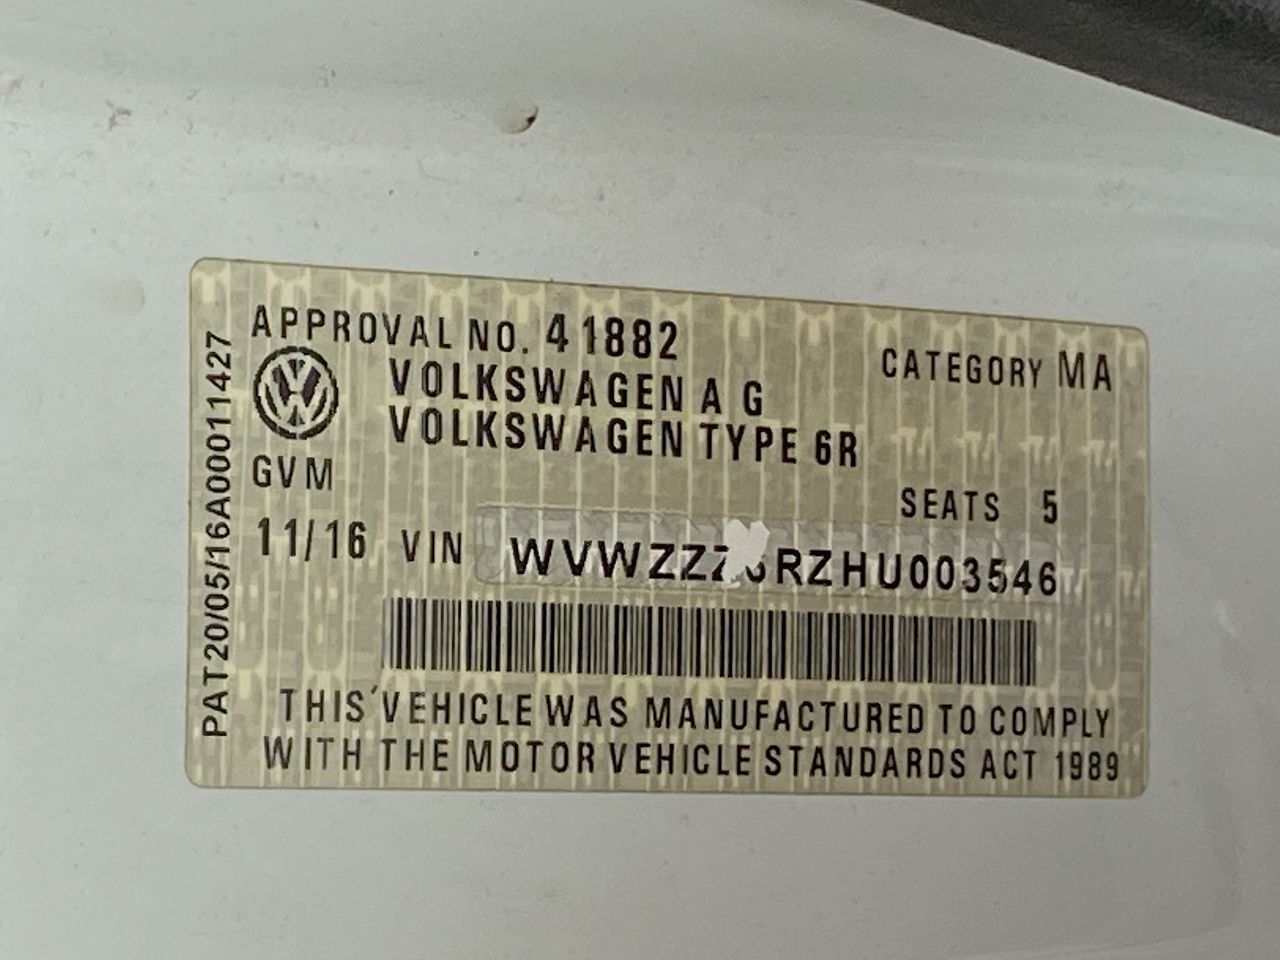 APPROVAL NO. 41882
CATEGORY MA
VOLKSWAGEN A G
VOLKSWAGEN TYPE 6R
GVM
SEATS 5
11/16 VIN
THIS VEHICLE WAS MANUFACTURED TO COMPLY
WITH THE MOTOR VEHICLE STANDARDS ACT 1989
PAT20/05/16A00011427